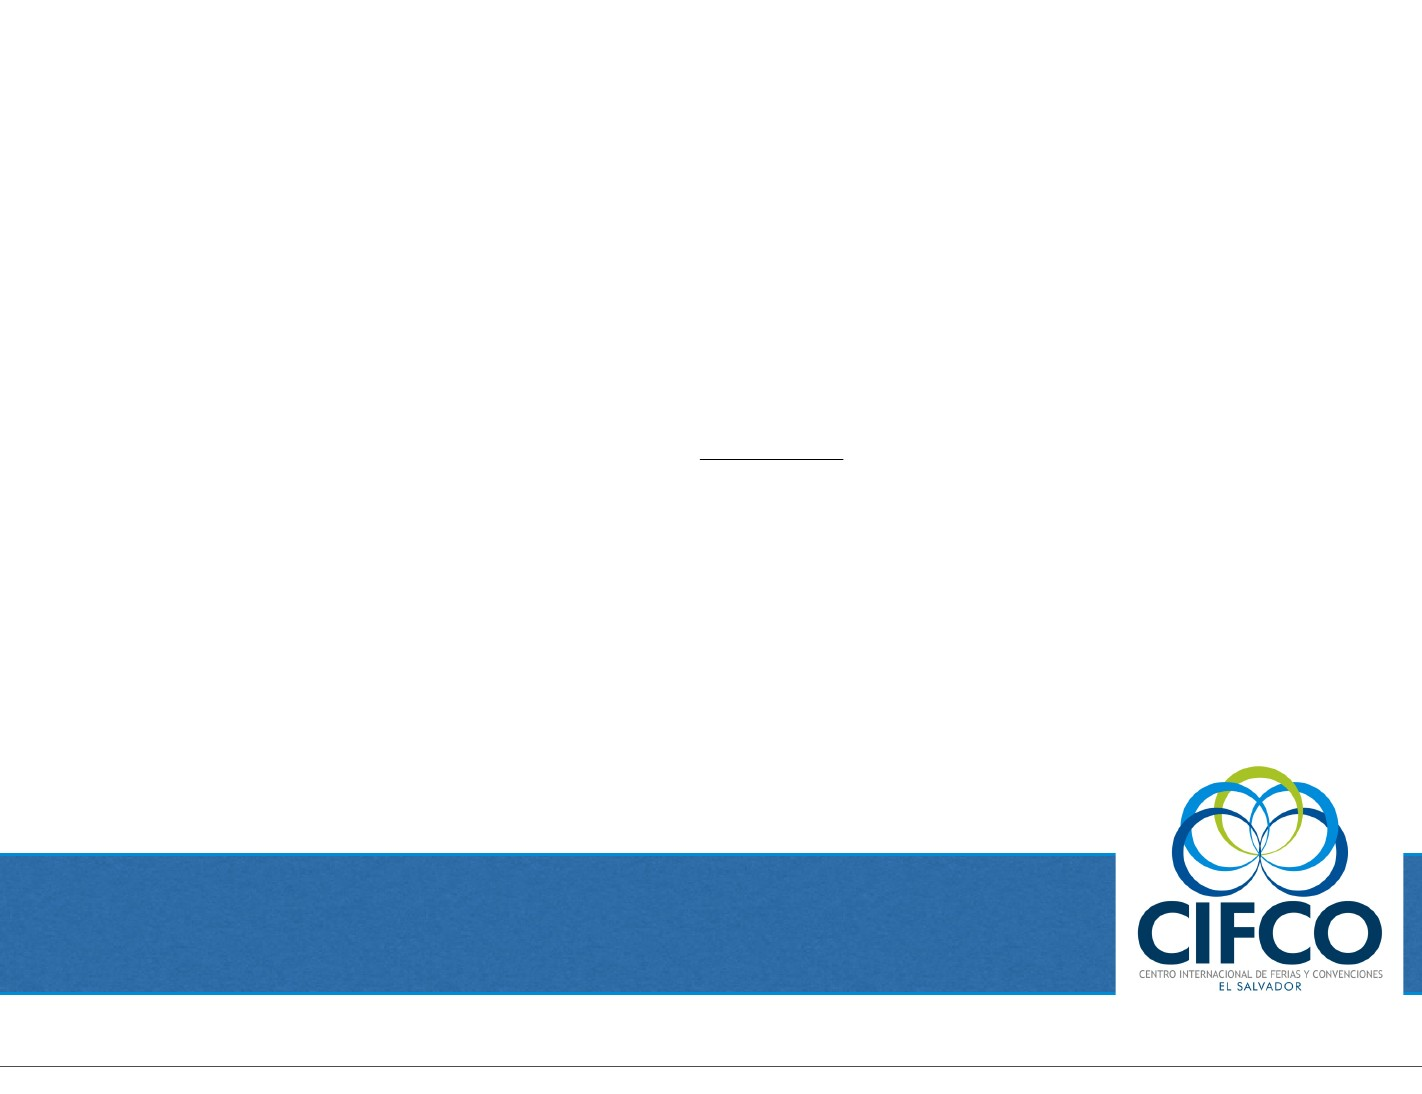 CIFCO
CENTRO INTERNACIONAL DE FERIAS Y CONVENCIONES
EL SALVADOR